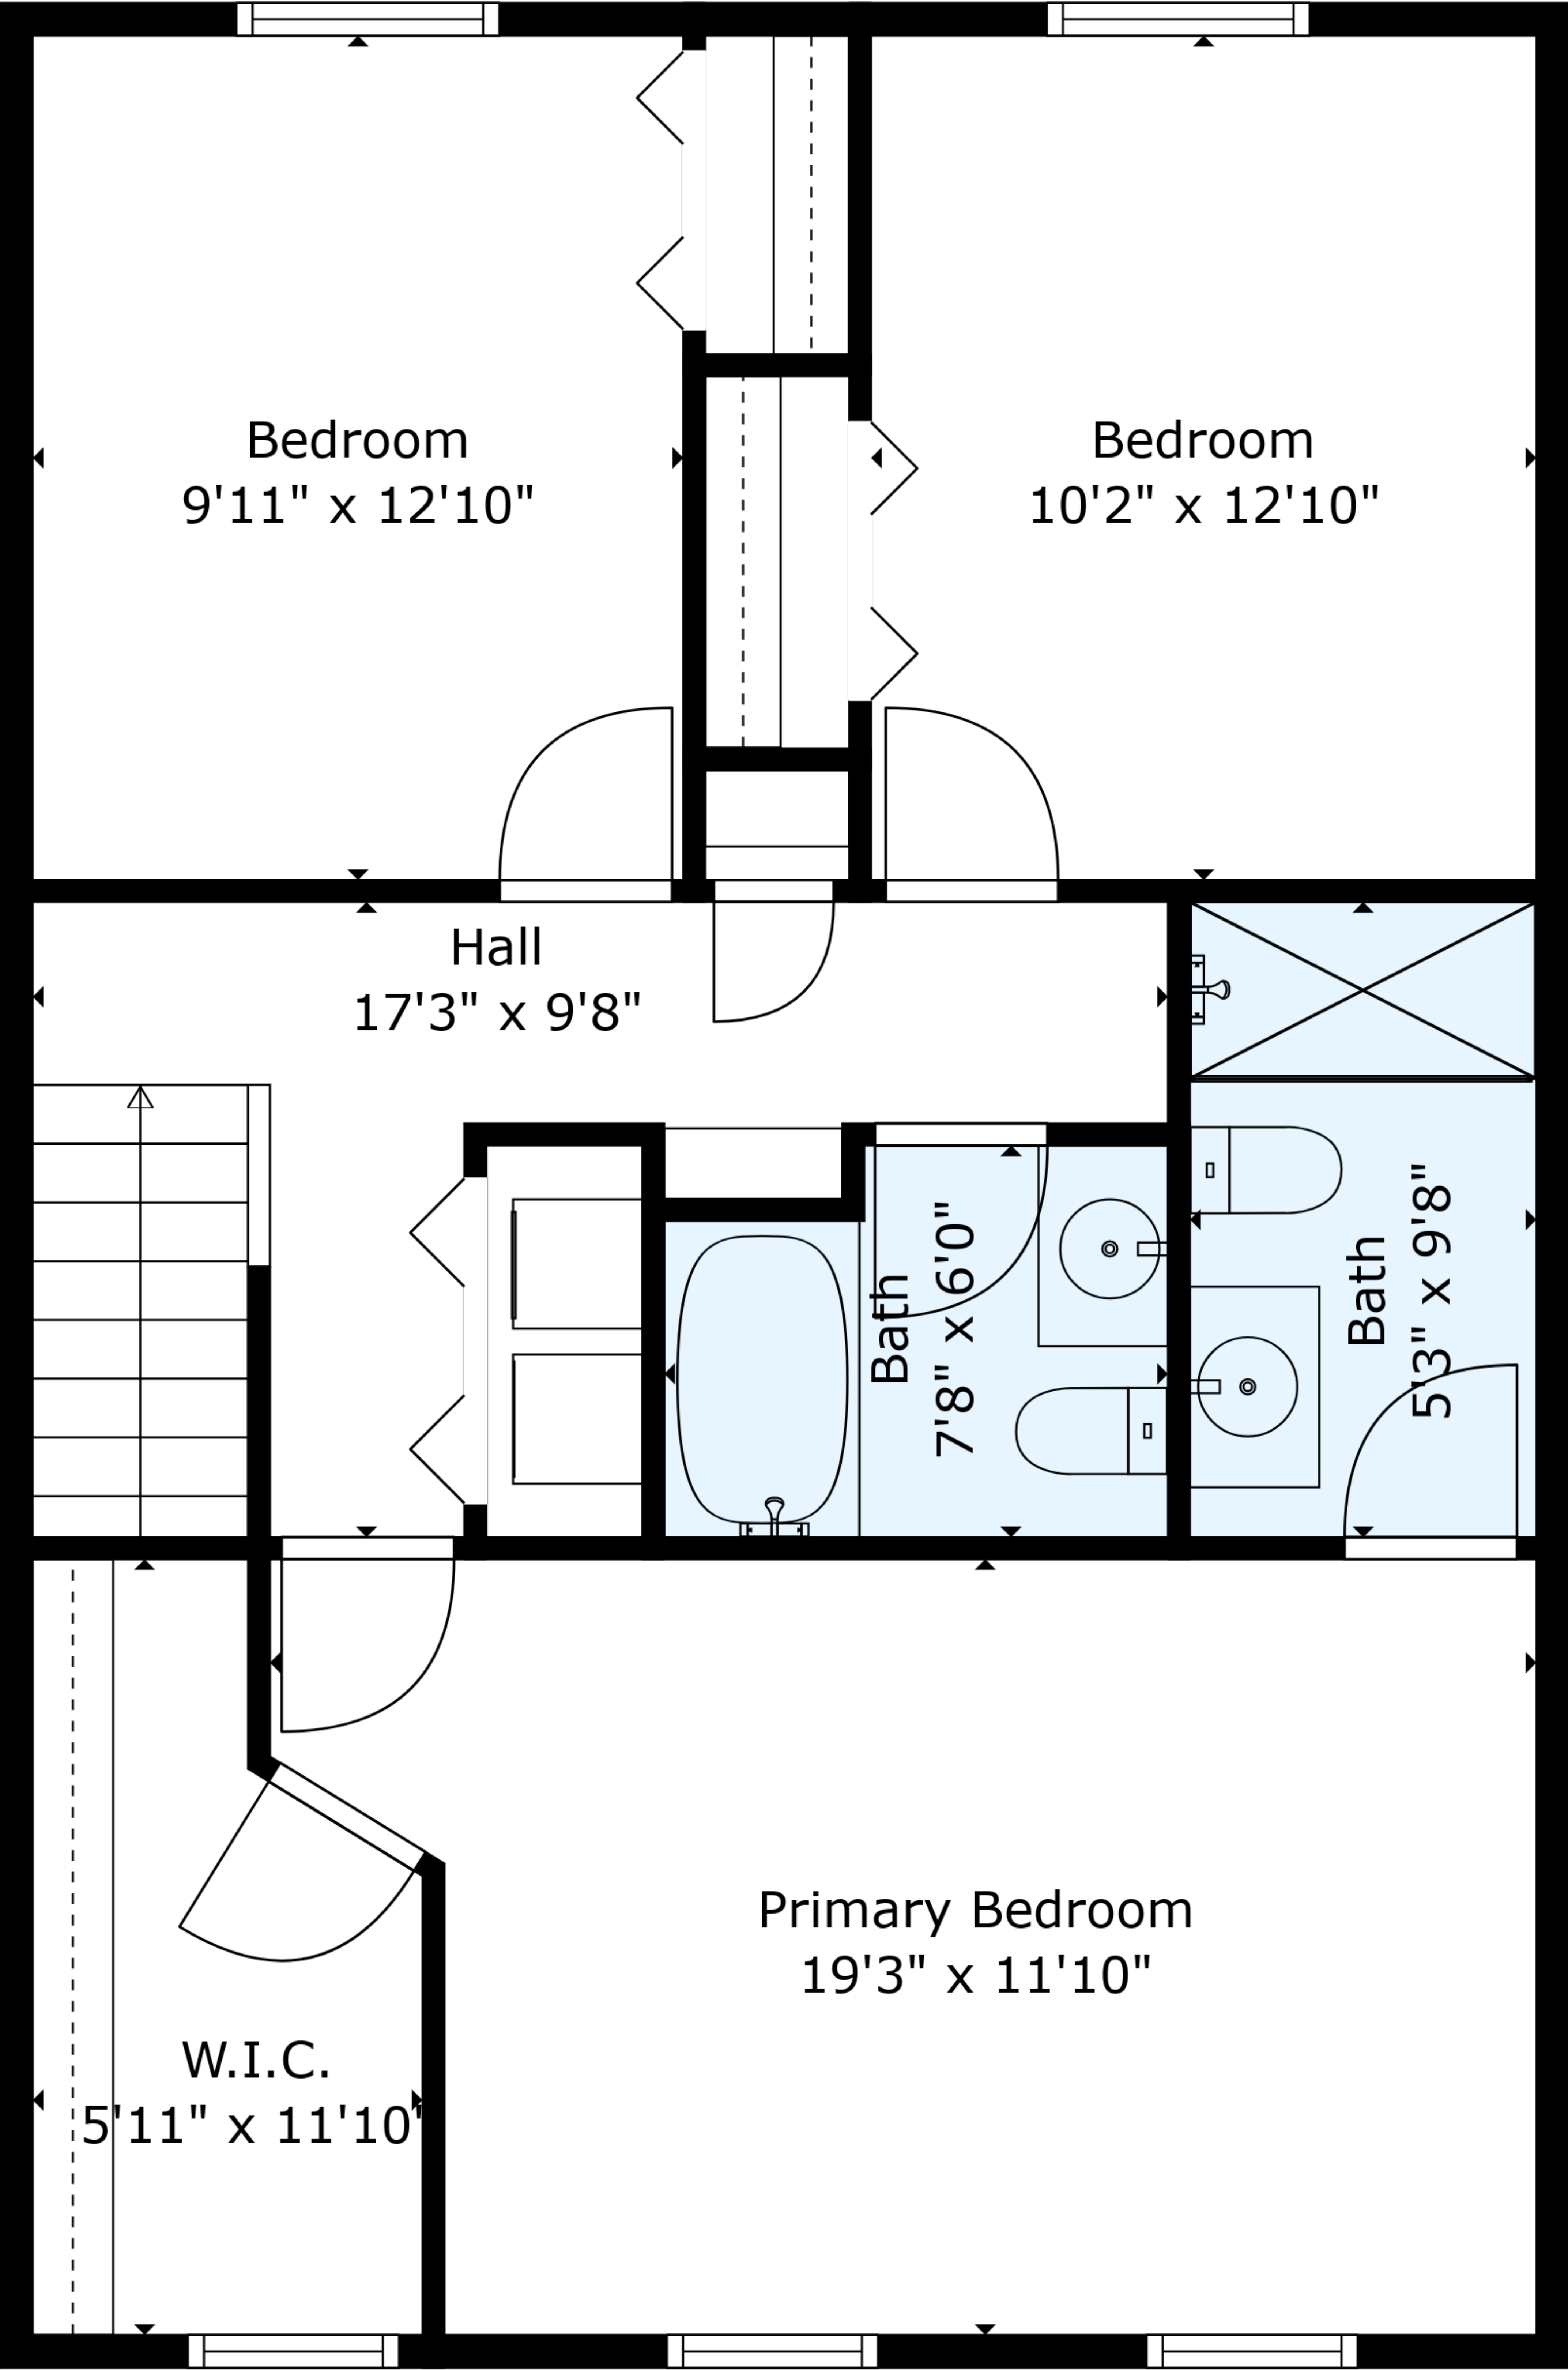 Bedroom
9'11" x 12'10"
Bedroom
10'2" x 12'10"
Hall
17'3" x 9'8"
Bath
7'8" x 6'0"
Bath
5'3" x 9'8"
Primary Bedroom
19'3" x 11'10"
W.I.C.
5'11" x 11'10"